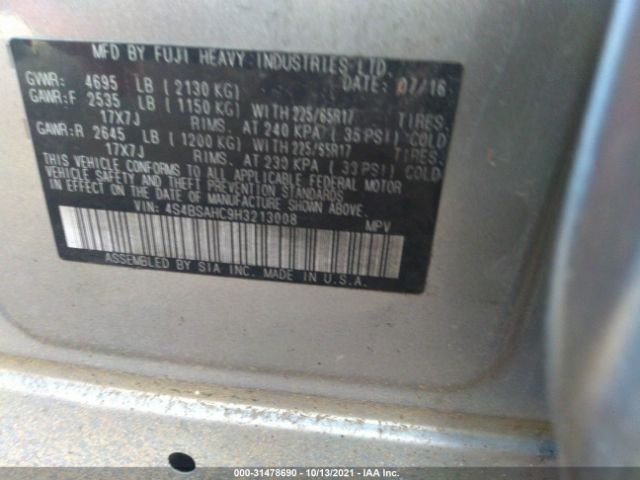 MFD BY FUJI HEAVY INDUSTRIES LTD.
GVWR: 4695 LB (2130 KG) DATE: 07/16
GAWR:F 2535 LB (1150 KG) WITH 225/65R17 TIRES.
17X7J RIMS. AT 240 KPA (35 PSI) COLD
GAWR:R 2645 LB (1200 KG) WITH 225/65R17 TIRES.
17X7J RIMS. AT 230 KPA (33 PSI) COLD
THIS VEHICLE CONFORMS TO ALL APPLICABLE FEDERAL MOTOR
VEHICLE SAFETY AND THEFT PREVENTION STANDARDS
IN EFFECT ON THE DATE OF MANUFACTURE SHOWN ABOVE.
VIN: 4S4BSAHC9H3213008 MPV
ASSEMBLED BY SIA INC. MADE IN U.S.A.
000-31478690 - 10/13/2021 - IAA Inc.